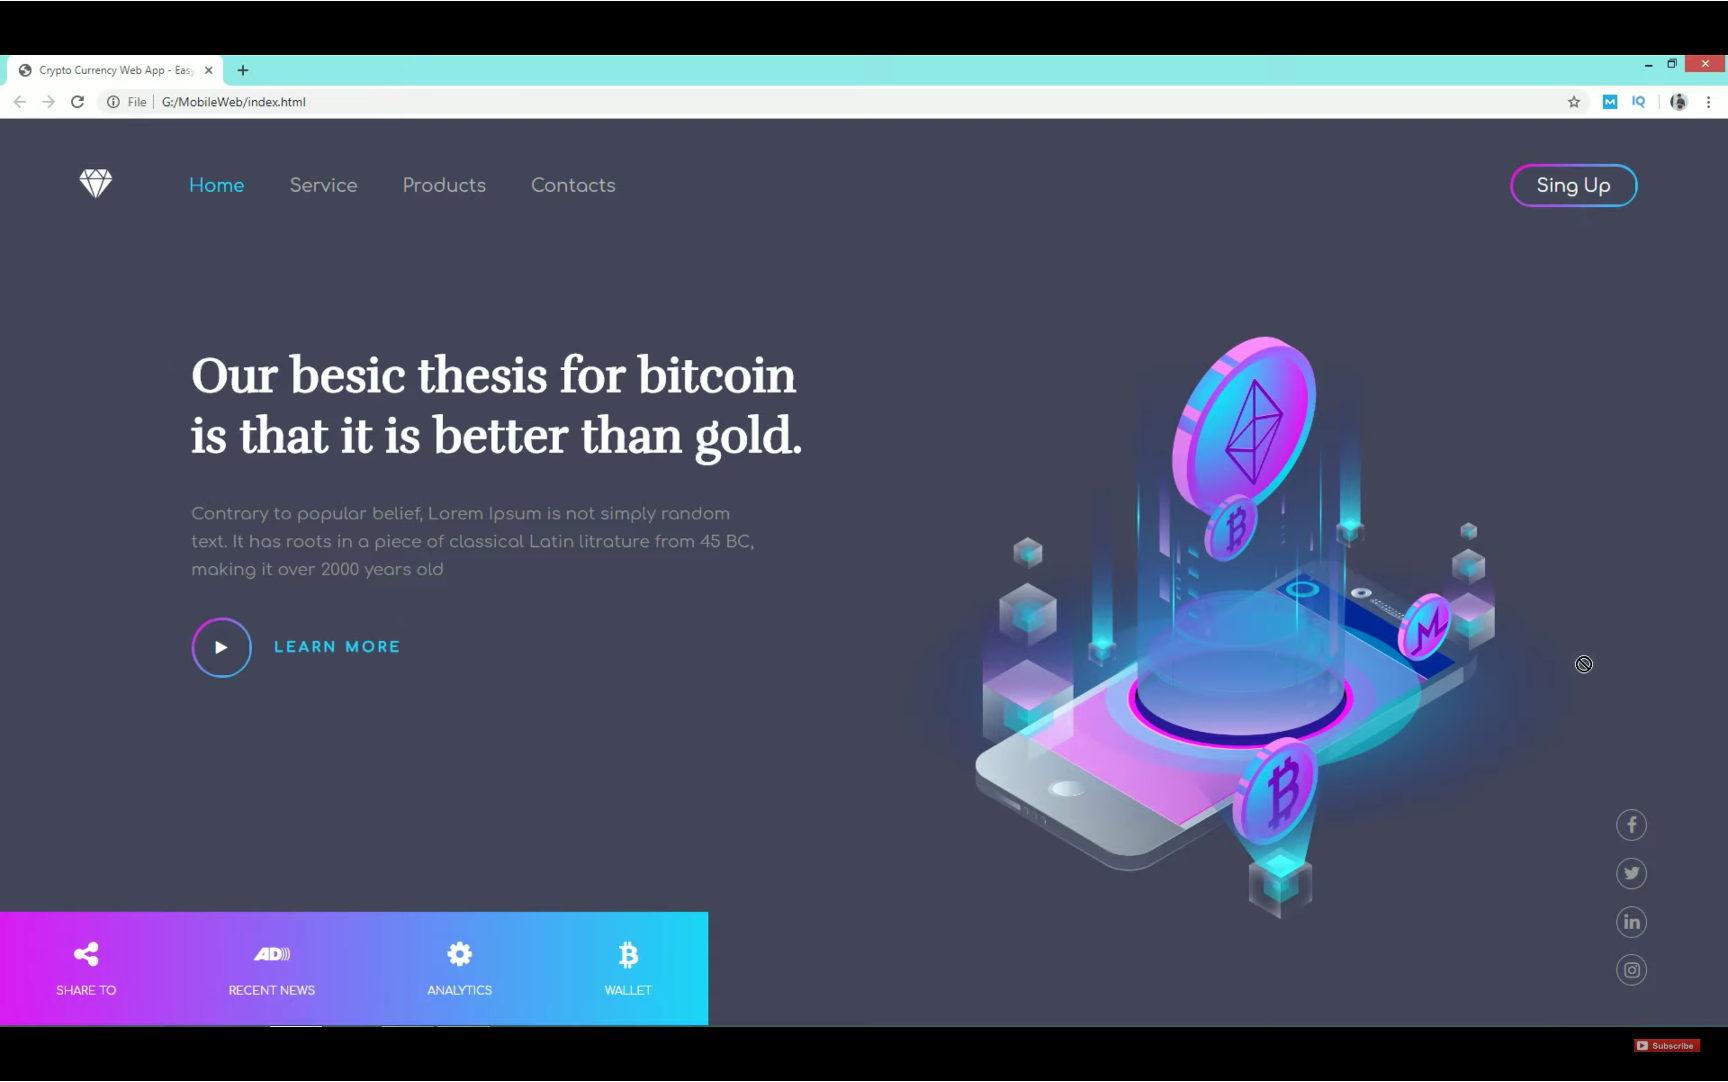 Crypto Currency Web App - Easy
File
G:/MobileWeb/index.html
IQ
Home Service Products Contacts
Sing Up
Our besic thesis for bitcoin
is that it is better than gold.
Contrary to popular belief, Lorem Ipsum is not simply random
text. It has roots in a piece of classical Latin litrature from 45 BC,
making it over 2000 years old
LEARN MORE
SHARE TO RECENT NEWS ANALYTICS WALLET
Subscribe